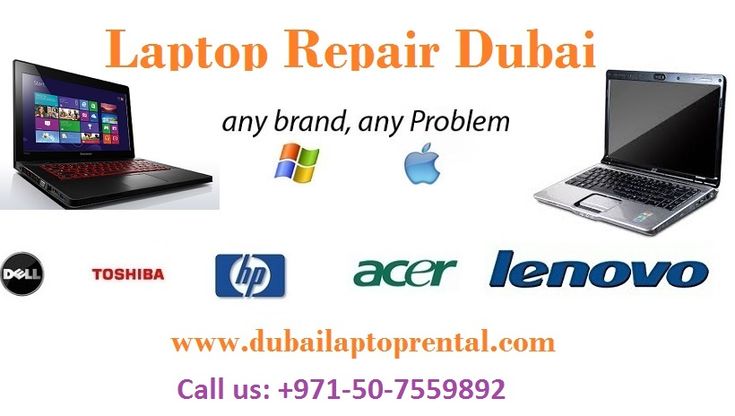 Laptop Repair Dubai
any brand, any Problem
DELL TOSHIBA hp acer lenovo
www.dubailaptoprental.com
Call us: +971-50-7559892